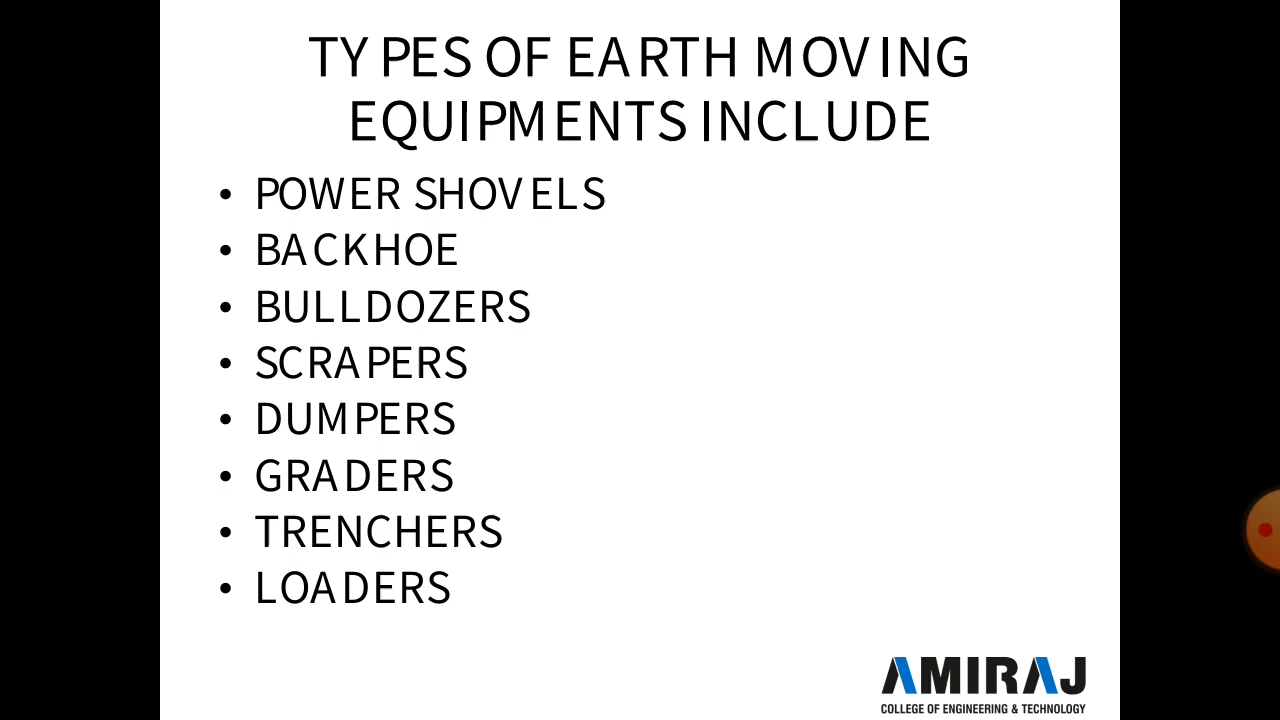 TYPES OF EARTH MOVING
EQUIPMENTS INCLUDE
• POWER SHOVELS
• BACKHOE
• BULLDOZERS
• SCRAPERS
• DUMPERS
• GRADERS
• TRENCHERS
• LOADERS
AMIRAJ
COLLEGE OF ENGINEERING & TECHNOLOGY